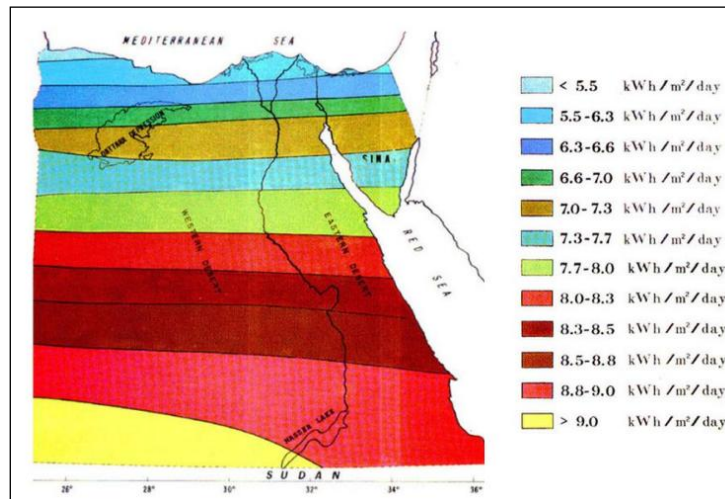 MEDITERRANEAN SEA
QATTARA DEPRESSION
SINA
WESTERN DESERT
EASTERN DESERT
RED SEA
NASSER LAKE
SUDAN
26° 28° 30° 32° 34° 36°
< 5.5 kWh/m²/day
5.5-6.3 kWh/m²/day
6.3-6.6 kWh/m²/day
6.6-7.0 kWh/m²/day
7.0-7.3 kWh/m²/day
7.3-7.7 kWh/m²/day
7.7-8.0 kWh/m²/day
8.0-8.3 kWh/m²/day
8.3-8.5 kWh/m²/day
8.5-8.8 kWh/m²/day
8.8-9.0 kWh/m²/day
> 9.0 kWh/m²/day